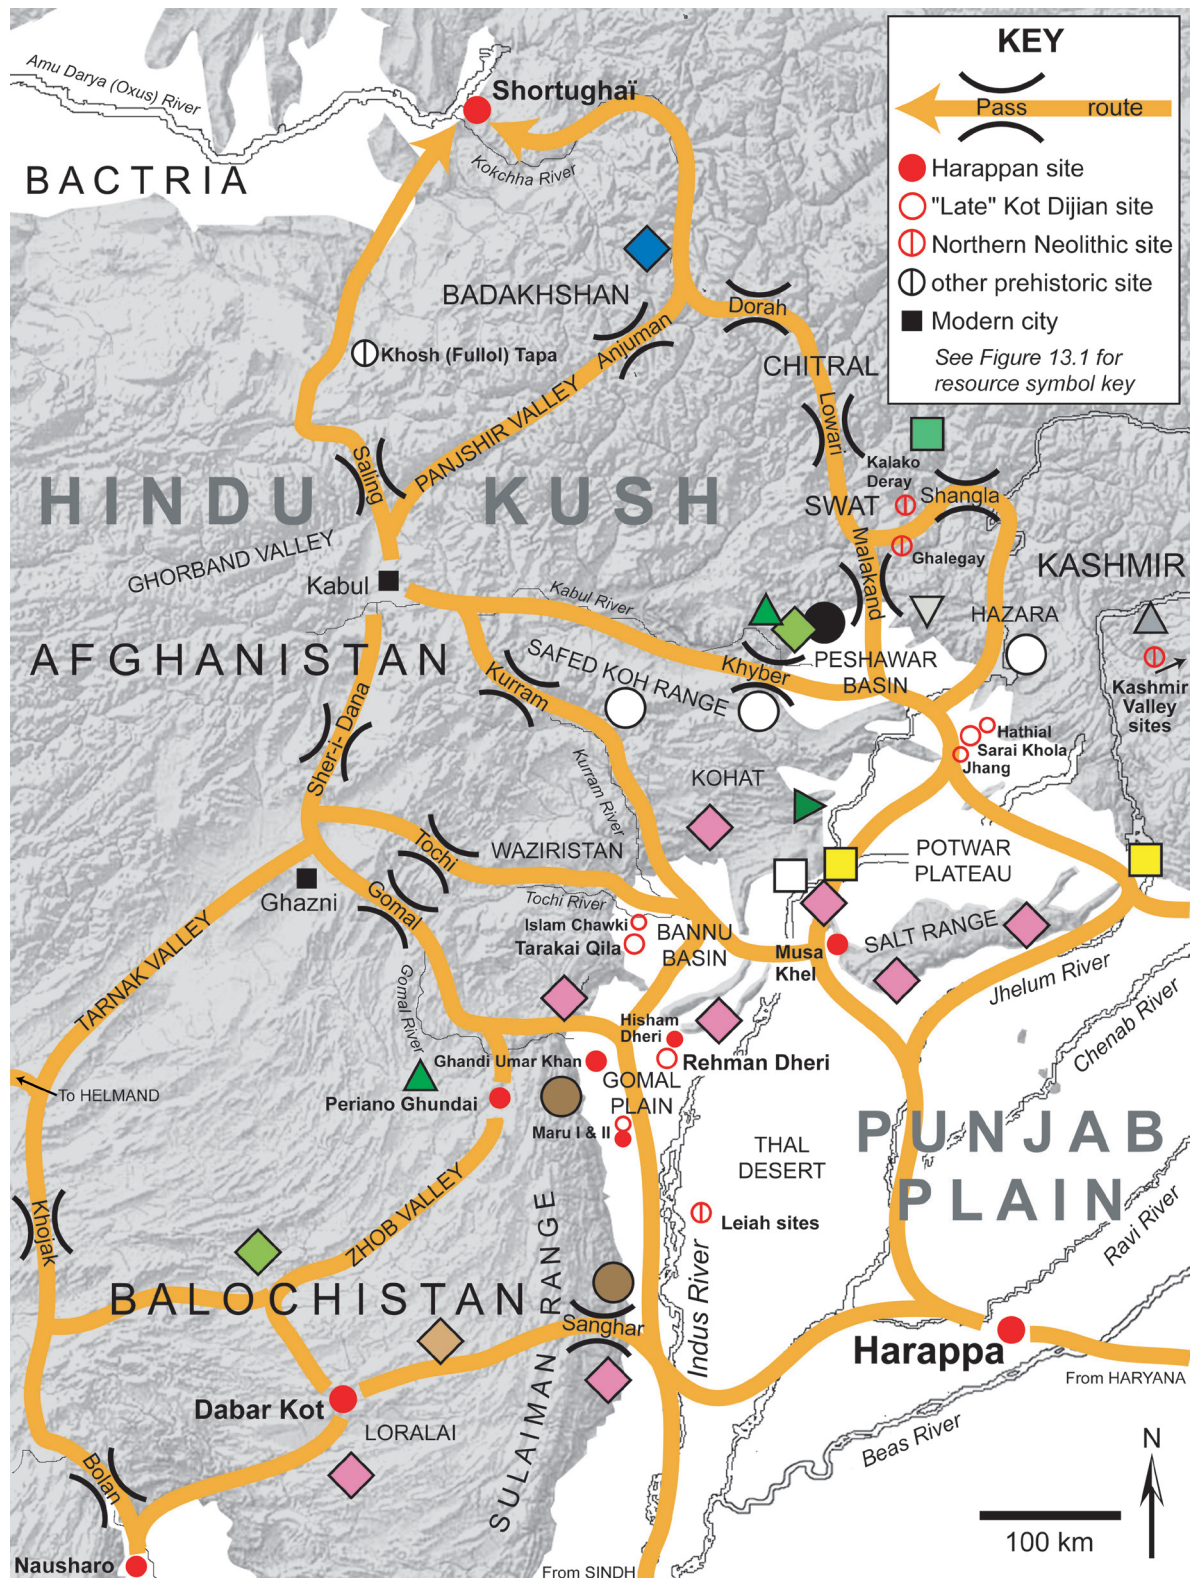 KEY
Pass route
Harappan site
"Late" Kot Dijian site
Northern Neolithic site
other prehistoric site
Modern city
See Figure 13.1 for
resource symbol key
Amu Darya (Oxus) River
Shortughaï
Kokchha River
BACTRIA
BADAKHSHAN
Dorah
Anjuman
Khosh (Fullol) Tapa
CHITRAL
Lowari
PANJSHIR VALLEY
Saling
Kalako
Deray
Shangla
SWAT
HINDU KUSH
Malakand
Ghalegay
GHORBAND VALLEY
KASHMIR
Kabul
Kabul River
HAZARA
AFGHANISTAN
SAFED KOH RANGE
Khyber
PESHAWAR
BASIN
Kurram
Kashmir
Valley
sites
Sher-i- Dana
Hathial
Sarai Khola
Jhang
Kurram River
KOHAT
Tochi
WAZIRISTAN
POTWAR
PLATEAU
Ghazni
Gomal
Tochi River
Islam Chawki
Tarakai Qila
BANNU
BASIN
Musa
Khel
SALT RANGE
TARNAK VALLEY
Gomal River
Jhelum River
Chenab River
Hisham
Dheri
Ghandi Umar Khan
Rehman Dheri
To HELMAND
Periano Ghundai
GOMAL
PLAIN
Maru I & II
THAL
DESERT
PUNJAB
PLAIN
Khojak
ZHOB VALLEY
Leiah sites
Ravi River
BALOCHISTAN
SULAIMAN RANGE
Sanghar
Indus River
Harappa
From HARYANA
Dabar Kot
LORALAI
Beas River
Bolan
N
100 km
Nausharo
From SINDH